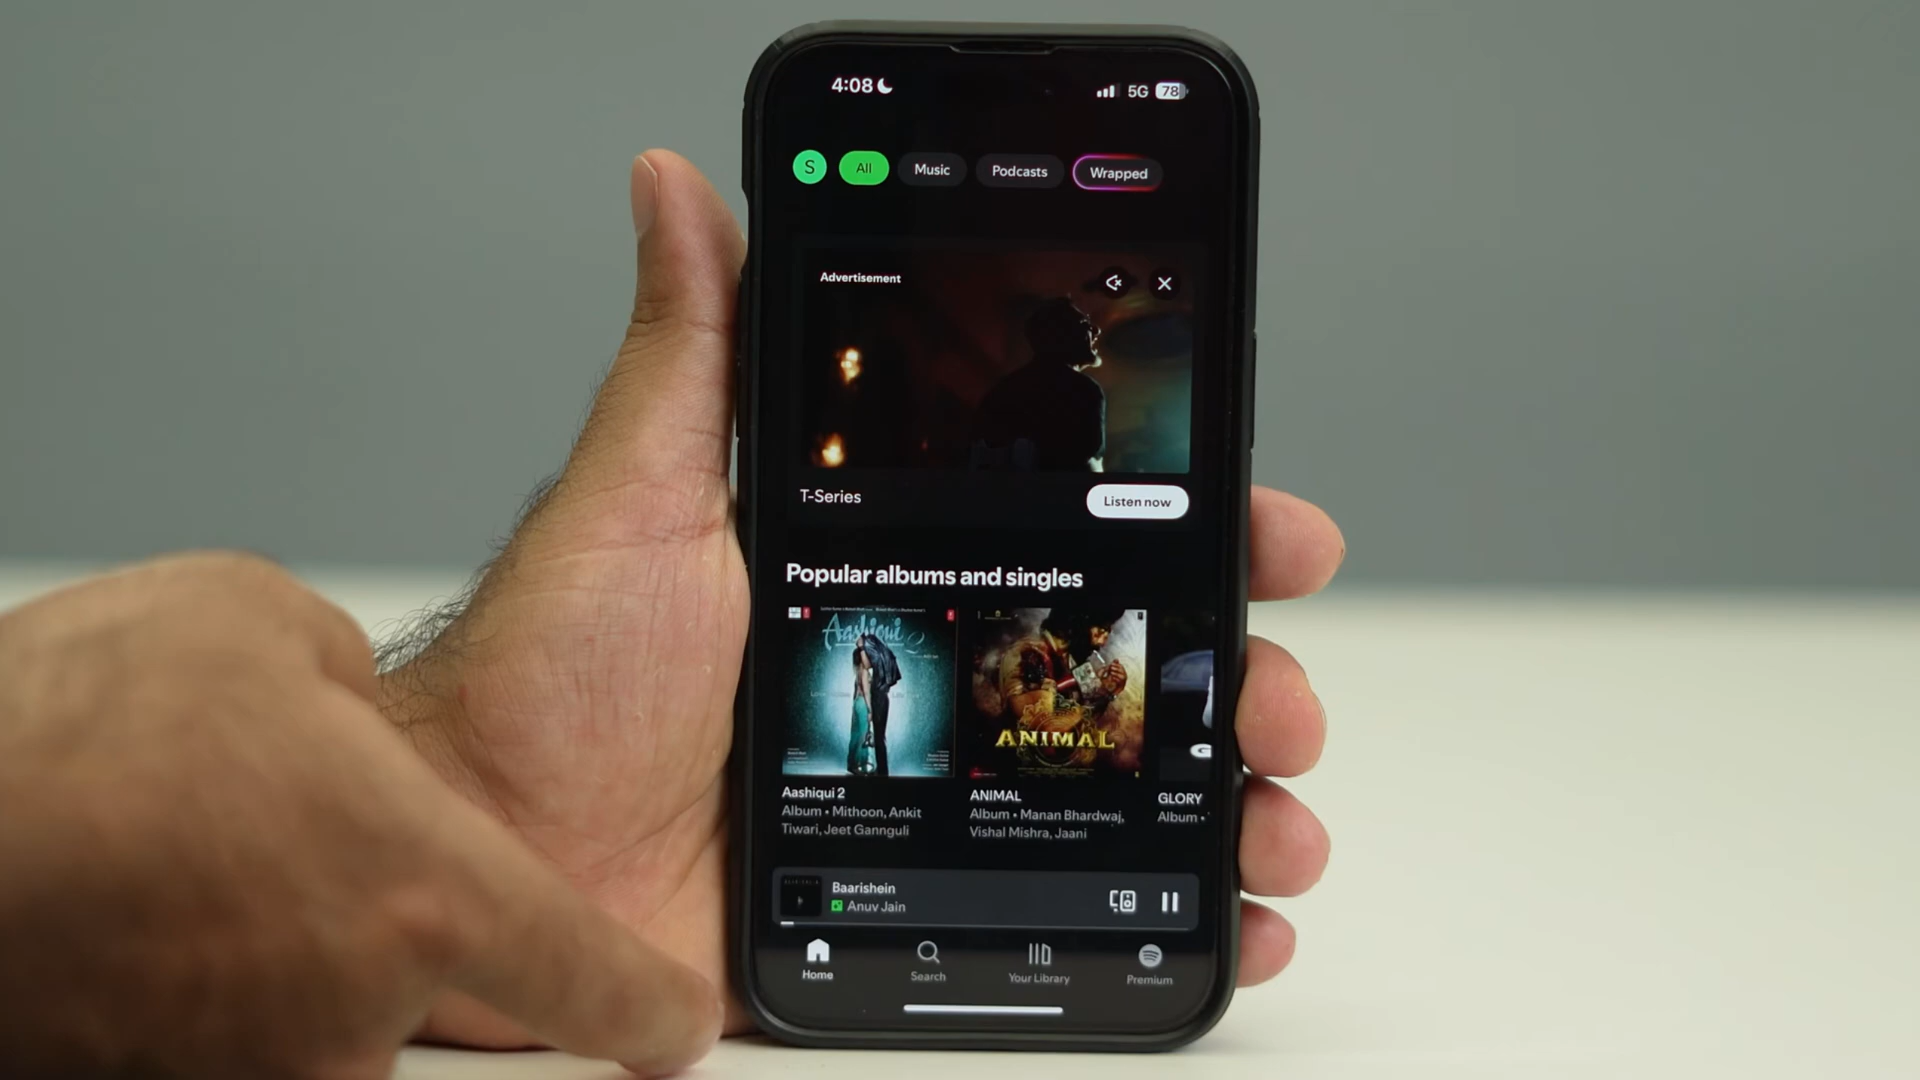 4:08
5G 78
S
All
Music
Podcasts
Wrapped
Advertisement
T-Series
Listen now
Popular albums and singles
Aashiqui 2
ANIMAL
Aashiqui 2
Album • Mithoon, Ankit
Tiwari, Jeet Gannguli
ANIMAL
Album • Manan Bhardwaj,
Vishal Mishra, Jaani
GLORY
Album •
Baarishein
Anuv Jain
Home
Search
Your Library
Premium